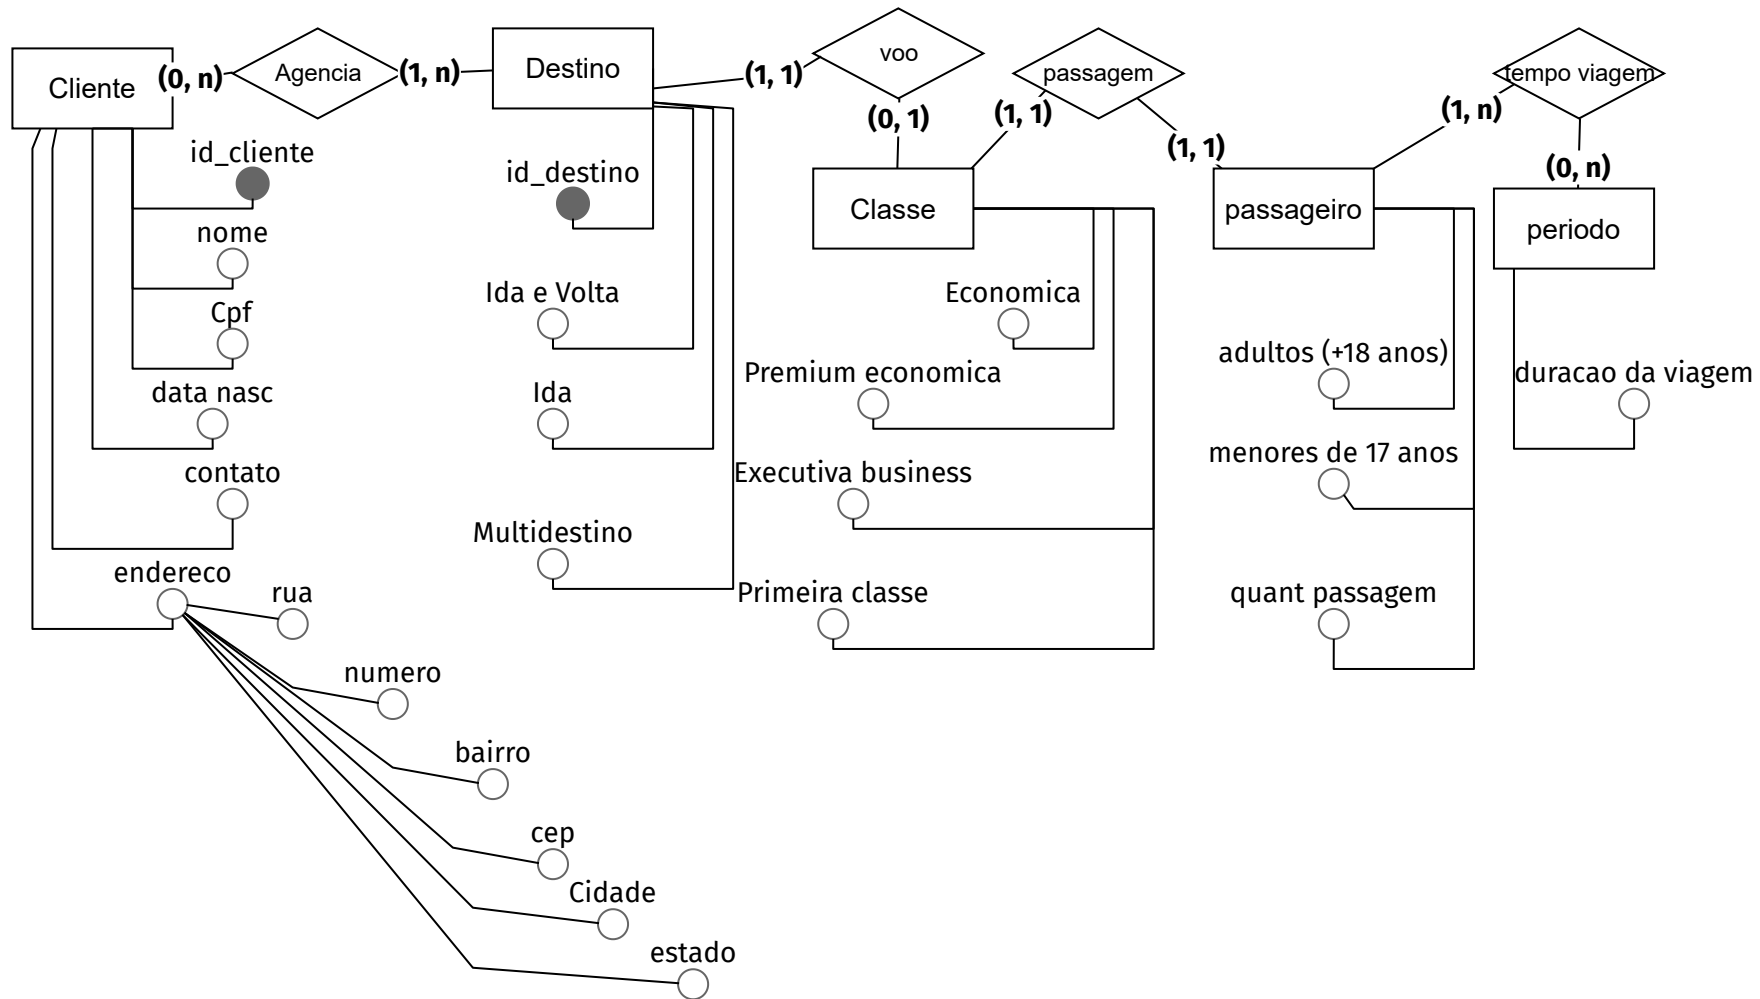 Cliente
(0, n)
Agencia
(1, n)
Destino
(1, 1)
voo
(0, 1)
Classe
(1, 1)
passagem
(1, 1)
passageiro
(1, n)
tempo viagem
(0, n)
periodo
id_cliente
nome
Cpf
data nasc
contato
endereco
rua
numero
bairro
cep
Cidade
estado
id_destino
Ida e Volta
Ida
Multidestino
Economica
Premium economica
Executiva business
Primeira classe
adultos (+18 anos)
menores de 17 anos
quant passagem
duracao da viagem